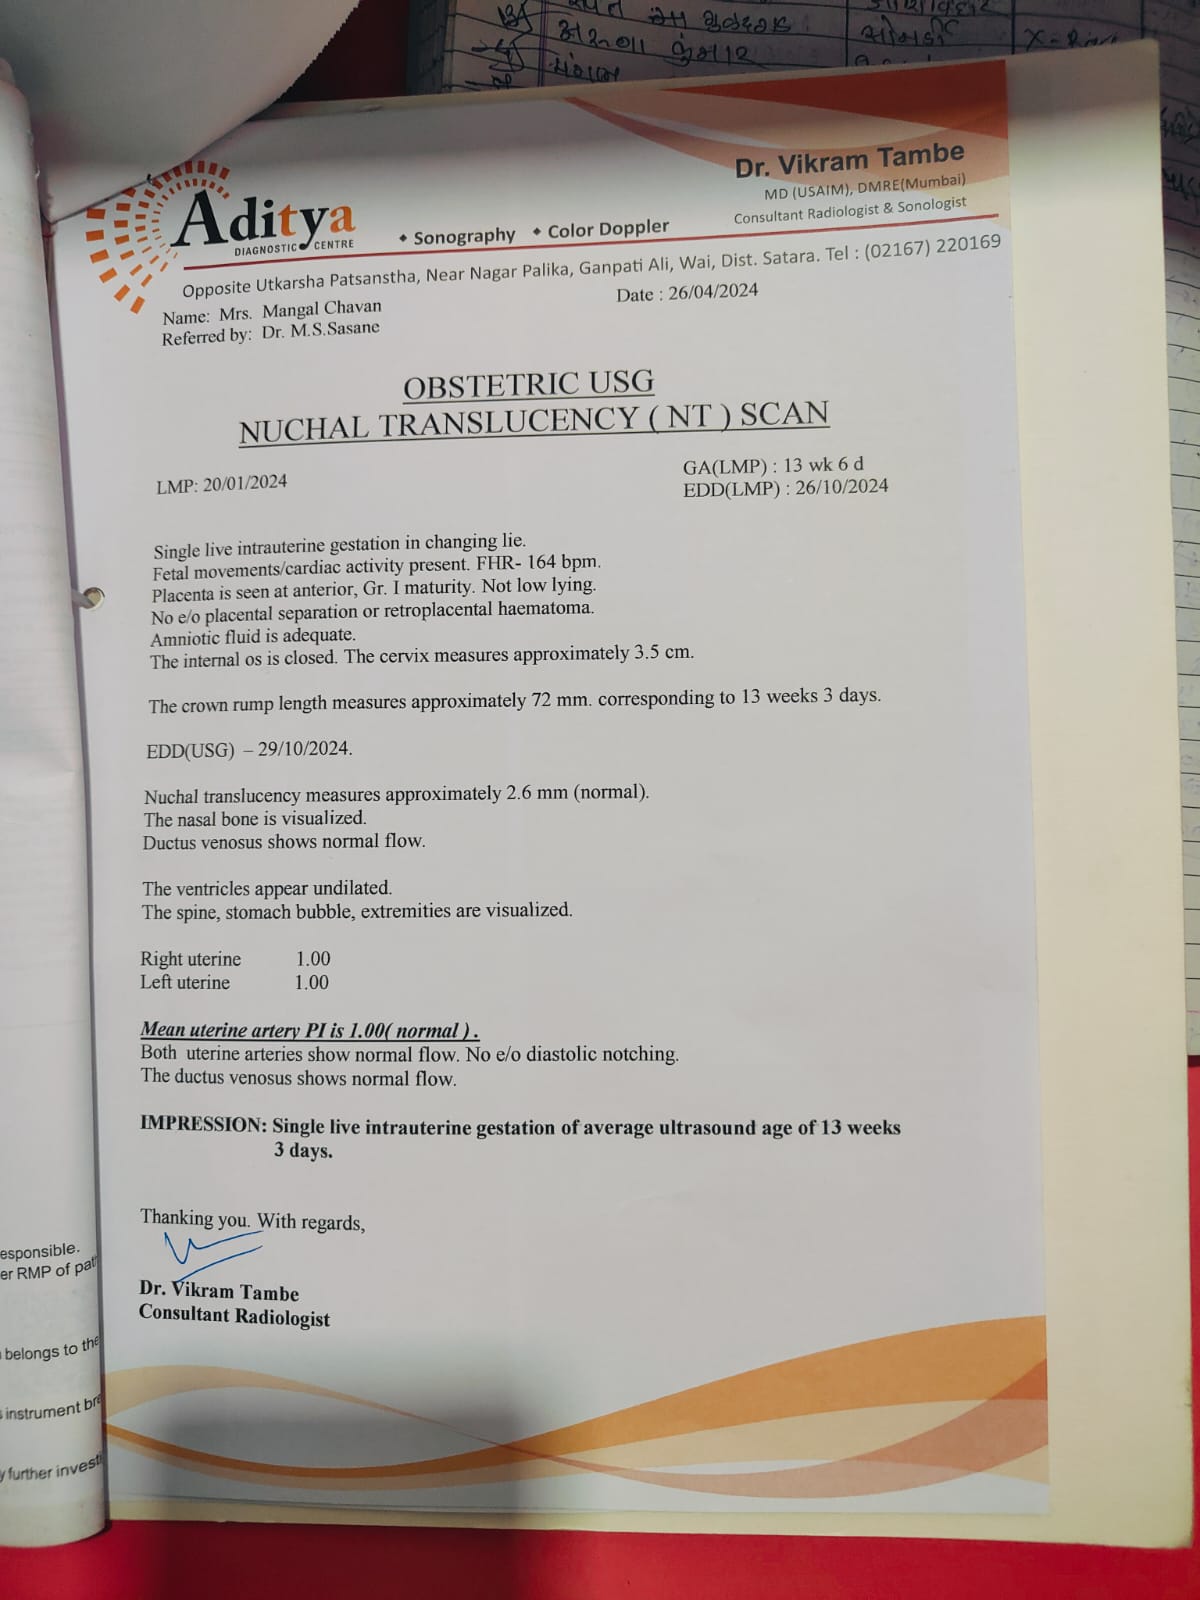 X-Ray
Dr. Vikram Tambe
MD (USAIM), DMRE(Mumbai)
Consultant Radiologist & Sonologist
Aditya
DIAGNOSTIC CENTRE
Sonography Color Doppler
Opposite Utkarsha Patsanstha, Near Nagar Palika, Ganpati Ali, Wai, Dist. Satara. Tel : (02167) 220169
Name: Mrs. Mangal Chavan
Date : 26/04/2024
Referred by: Dr. M.S.Sasane
OBSTETRIC USG
NUCHAL TRANSLUCENCY ( NT ) SCAN
LMP: 20/01/2024
GA(LMP) : 13 wk 6 d
EDD(LMP) : 26/10/2024
Single live intrauterine gestation in changing lie.
Fetal movements/cardiac activity present. FHR- 164 bpm.
Placenta is seen at anterior, Gr. I maturity. Not low lying.
No e/o placental separation or retroplacental haematoma.
Amniotic fluid is adequate.
The internal os is closed. The cervix measures approximately 3.5 cm.
The crown rump length measures approximately 72 mm. corresponding to 13 weeks 3 days.
EDD(USG) – 29/10/2024.
Nuchal translucency measures approximately 2.6 mm (normal).
The nasal bone is visualized.
Ductus venosus shows normal flow.
The ventricles appear undilated.
The spine, stomach bubble, extremities are visualized.
Right uterine 1.00
Left uterine 1.00
Mean uterine artery PI is 1.00( normal ) .
Both uterine arteries show normal flow. No e/o diastolic notching.
The ductus venosus shows normal flow.
IMPRESSION: Single live intrauterine gestation of average ultrasound age of 13 weeks
3 days.
Thanking you. With regards,
Dr. Vikram Tambe
Consultant Radiologist
esponsible.
er RMP of pat
belongs to the
instrument bre
y further investi